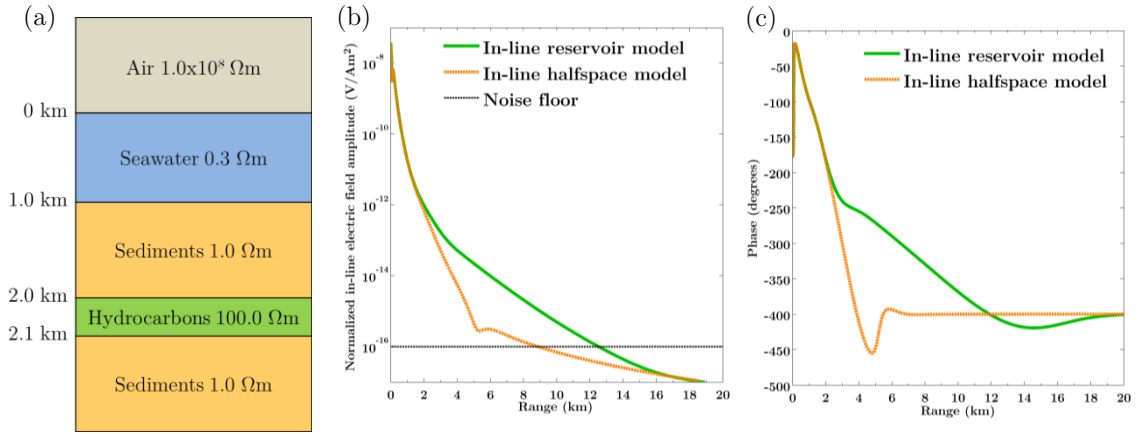 (a)
Air 1.0x10⁸ Ωm
0 km
Seawater 0.3 Ωm
1.0 km
Sediments 1.0 Ωm
2.0 km
Hydrocarbons 100.0 Ωm
2.1 km
Sediments 1.0 Ωm
(b)
Normalized in-line electric field amplitude (V/Am²)
In-line reservoir model
In-line halfspace model
Noise floor
10⁻⁸
10⁻¹⁰
10⁻¹²
10⁻¹⁴
10⁻¹⁶
0 2 4 6 8 10 12 14 16 18 20
Range (km)
(c)
Phase (degrees)
In-line reservoir model
In-line halfspace model
0
-50
-100
-150
-200
-250
-300
-350
-400
-450
-500
0 2 4 6 8 10 12 14 16 18 20
Range (km)